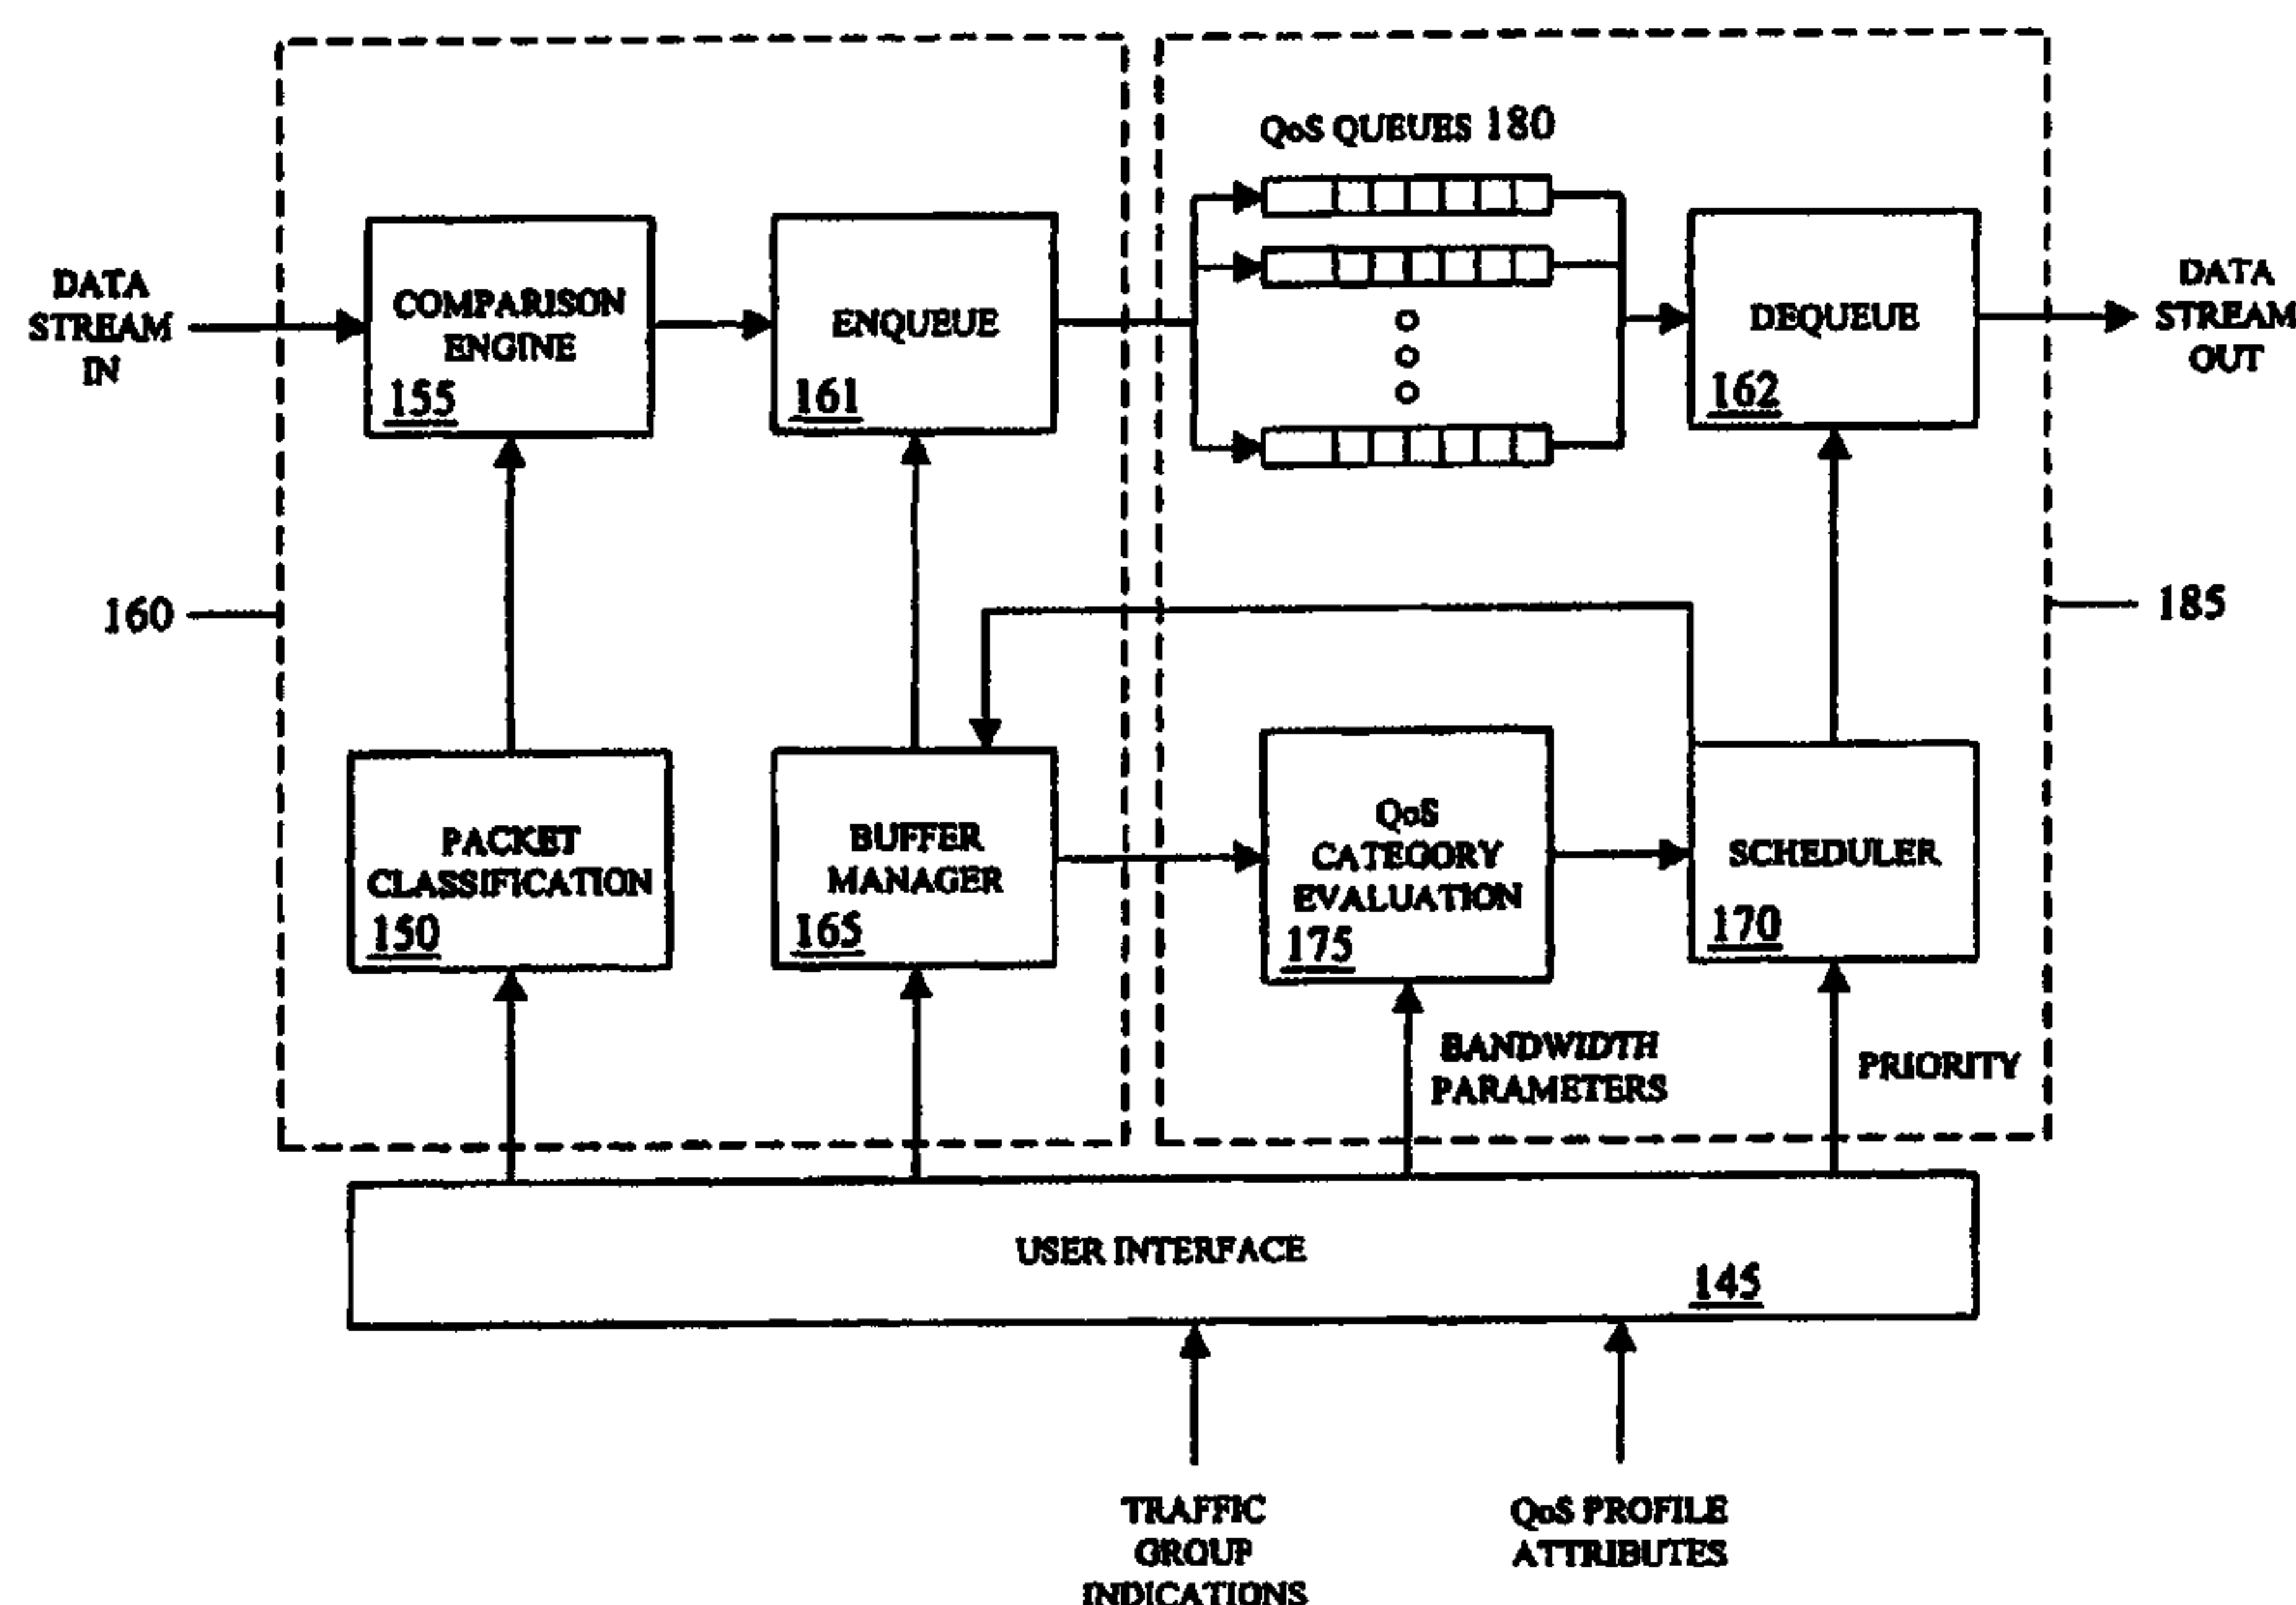 QoS QUEUES 180
DATA
STREAM
IN
COMPARISON
ENGINE
155
ENQUEUE
161
DEQUEUE
162
DATA
STREAM
OUT
160
185
PACKET
CLASSIFICATION
150
BUFFER
MANAGER
165
QoS
CATEGORY
EVALUATION
175
SCHEDULER
170
BANDWIDTH
PARAMETERS
PRIORITY
USER INTERFACE
145
TRAFFIC
GROUP
INDICATIONS
QoS PROFILE
ATTRIBUTES